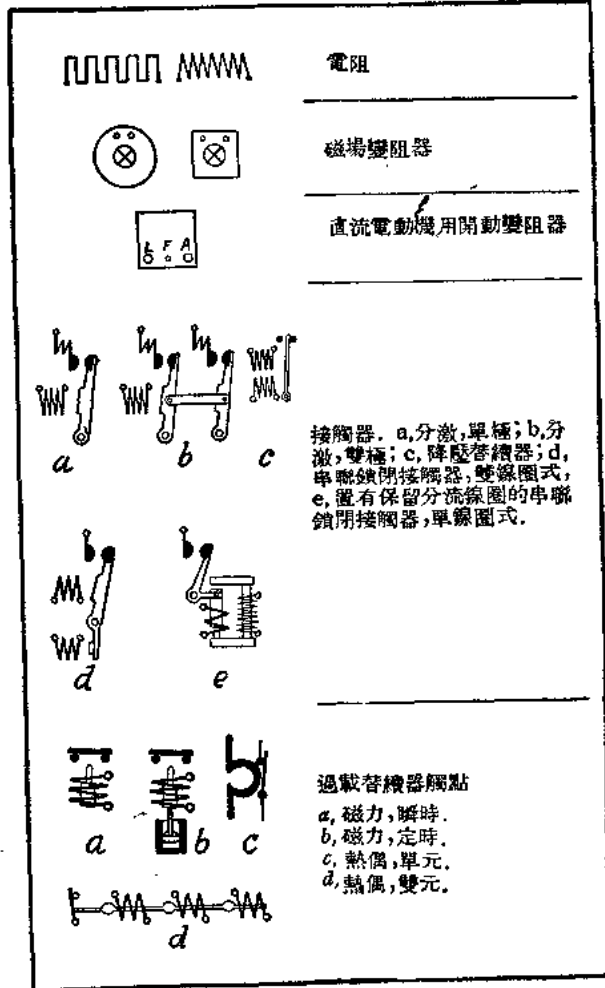 電阻
磁場變阻器
L F A
直流電動機用開動變阻器
a b c
接觸器. a,分激,單極; b,分
激,雙極; c,降壓替續器; d,
串聯鎖閉接觸器,雙線圈式,
e,置有保留分流線圈的串聯
鎖閉接觸器,單線圈式.
d e
過載替續器觸點
a,磁力,瞬時.
b,磁力,定時.
c,熱偶,單元.
d,熱偶,雙元.
a b c
d